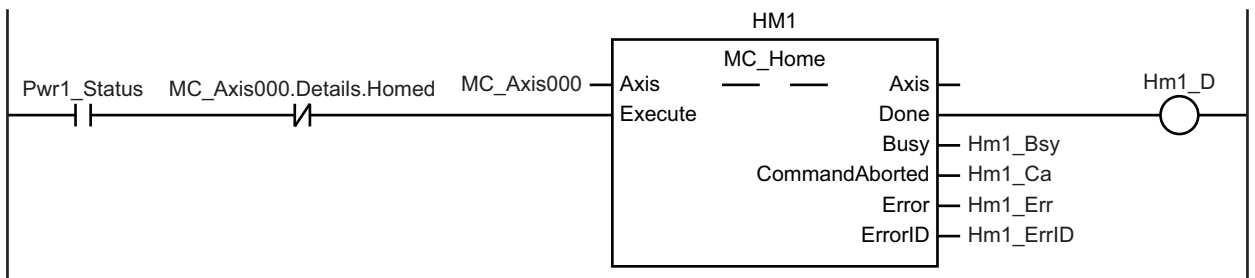 HM1
MC_Home
Pwr1_Status MC_Axis000.Details.Homed MC_Axis000 Axis Axis Hm1_D
Execute Done
Busy Hm1_Bsy
CommandAborted Hm1_Ca
Error Hm1_Err
ErrorID Hm1_ErrID